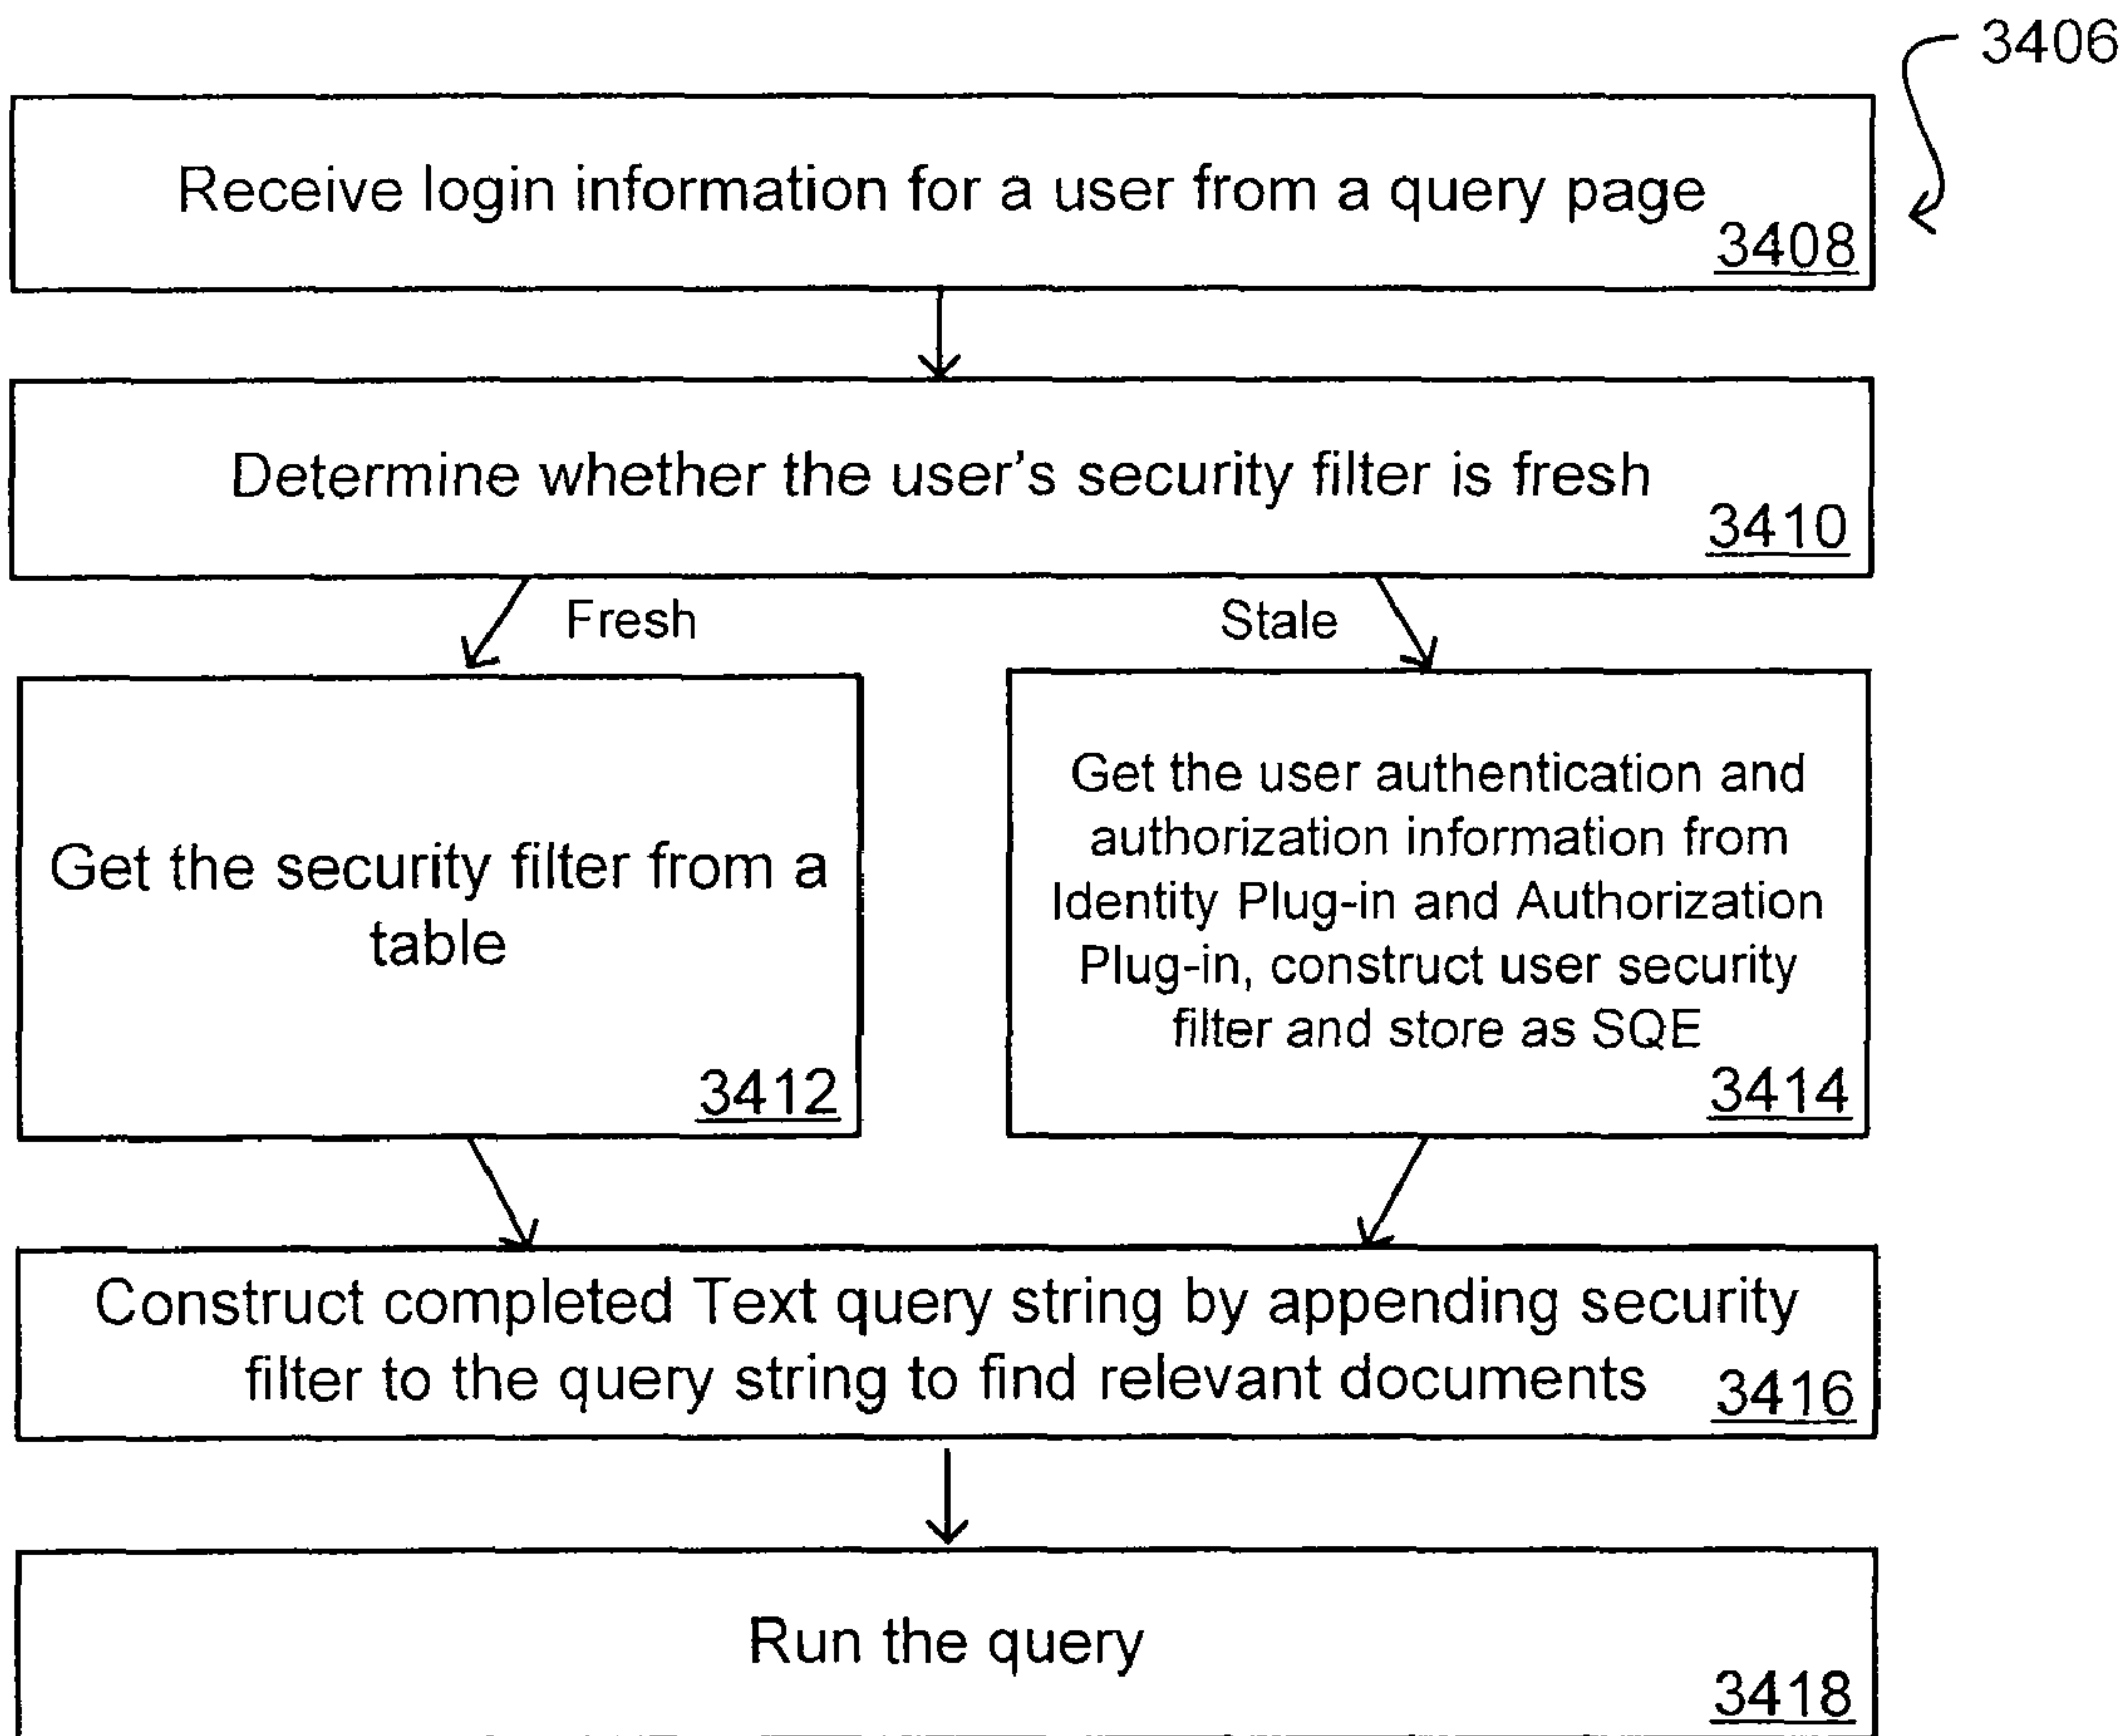 3406
Receive login information for a user from a query page
3408
Determine whether the user's security filter is fresh
3410
Fresh
Stale
Get the security filter from a
table
3412
Get the user authentication and
authorization information from
Identity Plug-in and Authorization
Plug-in, construct user security
filter and store as SQE
3414
Construct completed Text query string by appending security
filter to the query string to find relevant documents
3416
Run the query
3418